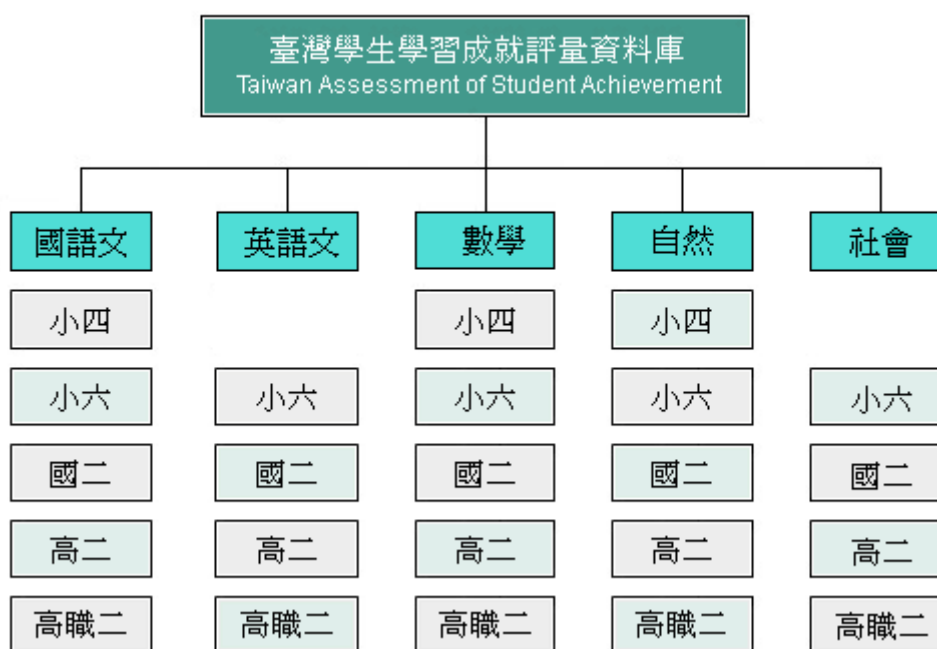 臺灣學生學習成就評量資料庫
Taiwan Assessment of Student Achievement
國語文
英語文
數學
自然
社會
小四
小四
小四
小六
小六
小六
小六
小六
國二
國二
國二
國二
國二
高二
高二
高二
高二
高二
高職二
高職二
高職二
高職二
高職二